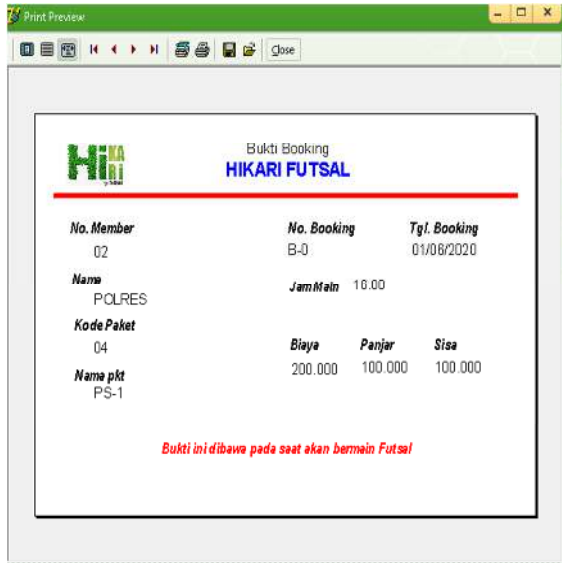 Print Preview
Close
HiKARI
Bukti Booking
HIKARI FUTSAL
No. Member No. Booking Tgl. Booking
02 B-0 01/06/2020
Nama Jam Main 16.00
POLRES
Kode Paket
04 Biaya Panjar Sisa
200.000 100.000 100.000
Nama pkt
PS-1
Bukti ini dibawa pada saat akan bermain Futsal